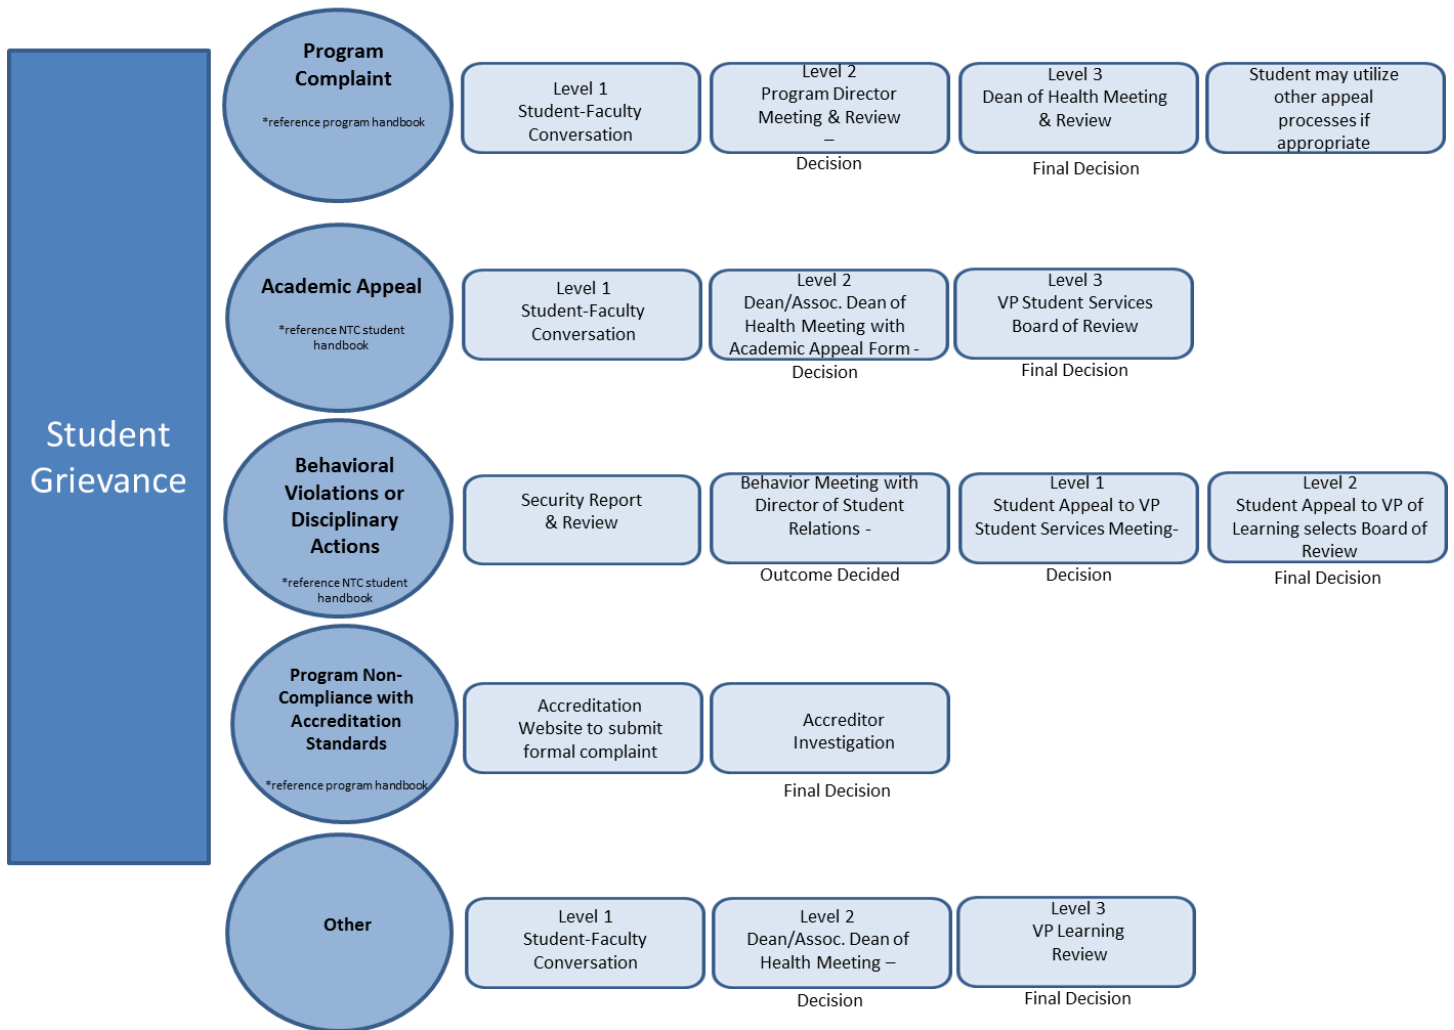 Student
Grievance
Program
Complaint
*reference program handbook
Level 1
Student-Faculty
Conversation
Level 2
Program Director
Meeting & Review
–
Decision
Level 3
Dean of Health Meeting
& Review
Final Decision
Student may utilize
other appeal
processes if
appropriate
Academic Appeal
*reference NTC student
handbook
Level 1
Student-Faculty
Conversation
Level 2
Dean/Assoc. Dean of
Health Meeting with
Academic Appeal Form -
Decision
Level 3
VP Student Services
Board of Review
Final Decision
Behavioral
Violations or
Disciplinary
Actions
*reference NTC student
handbook
Security Report
& Review
Behavior Meeting with
Director of Student
Relations -
Outcome Decided
Level 1
Student Appeal to VP
Student Services Meeting-
Decision
Level 2
Student Appeal to VP of
Learning selects Board of
Review
Final Decision
Program Non-
Compliance with
Accreditation
Standards
*reference program handbook
Accreditation
Website to submit
formal complaint
Accreditor
Investigation
Final Decision
Other
Level 1
Student-Faculty
Conversation
Level 2
Dean/Assoc. Dean of
Health Meeting –
Decision
Level 3
VP Learning
Review
Final Decision